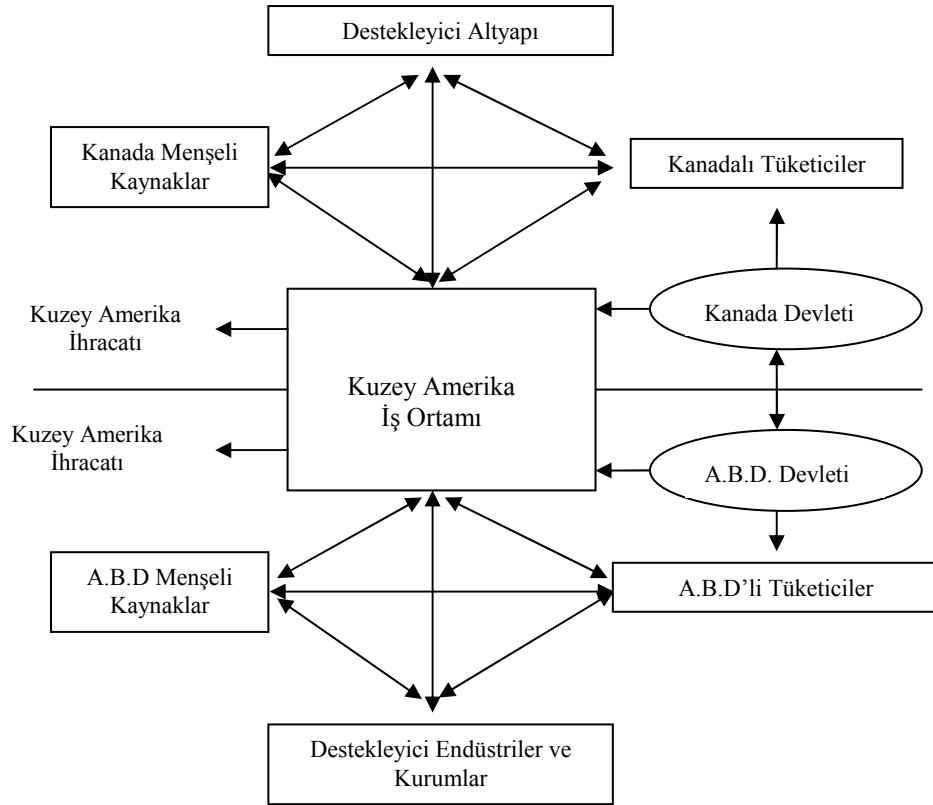 Destekleyici Altyapı
Kanada Menşeli
Kaynaklar
Kanadalı Tüketiciler
Kuzey Amerika
İhracatı
Kanada Devleti
Kuzey Amerika
İş Ortamı
Kuzey Amerika
İhracatı
A.B.D. Devleti
A.B.D Menşeli
Kaynaklar
A.B.D’li Tüketiciler
Destekleyici Endüstriler ve
Kurumlar